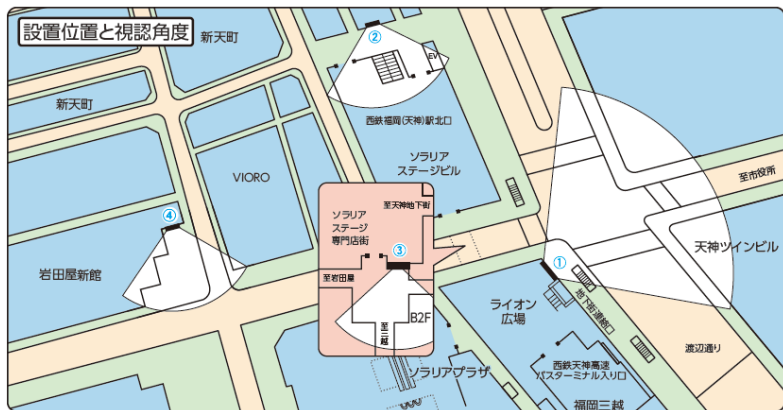 設置位置と視認角度
新天町
②
EV
新天町
西鉄福岡(天神)駅北口
ソラリア
ステージビル
VIORO
至市役所
至天神地下街
ソラリア
ステージ
専門店街
④
③
天神ツインビル
岩田屋新館
至岩田屋
①
ライオン
広場
地下街連絡口
B2F
至三越
渡辺通り
西鉄天神高速
バスターミナル入り口
ソラリアプラザ
福岡三越